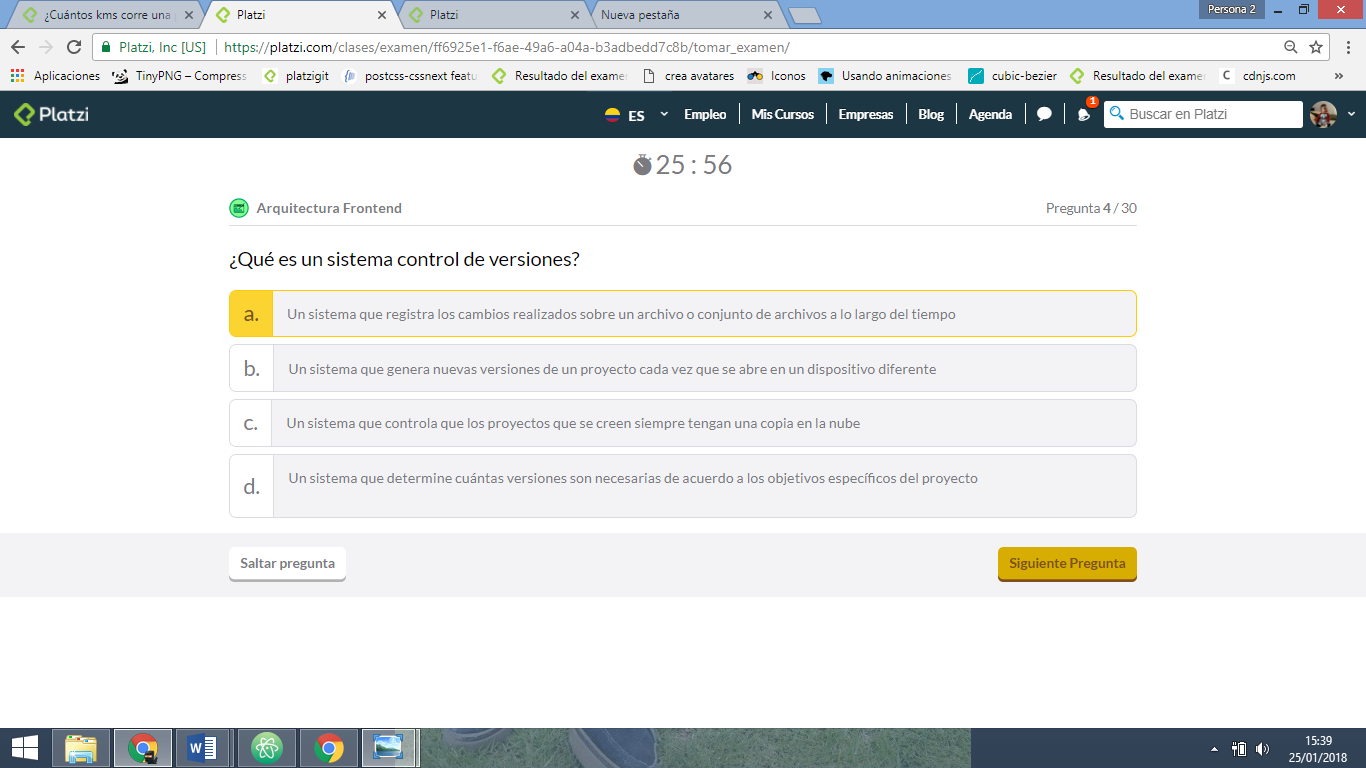 ¿Cuántos kms corre una
Platzi
Platzi
Nueva pestaña
Persona 2
Platzi, Inc [US]
https://platzi.com/clases/examen/ff6925e1-f6ae-49a6-a04a-b3adbedd7c8b/tomar_examen/
Aplicaciones
TinyPNG – Compress
platzigit
postcss-cssnext featu
Resultado del exame
crea avatares
Iconos
Usando animaciones
cubic-bezier
Resultado del exame
cdnjs.com
»
Platzi
ES
Empleo
Mis Cursos
Empresas
Blog
Agenda
1
Buscar en Platzi
25 : 56
Arquitectura Frontend
Pregunta 4 / 30
¿Qué es un sistema control de versiones?
a. Un sistema que registra los cambios realizados sobre un archivo o conjunto de archivos a lo largo del tiempo
b. Un sistema que genera nuevas versiones de un proyecto cada vez que se abre en un dispositivo diferente
c. Un sistema que controla que los proyectos que se creen siempre tengan una copia en la nube
d. Un sistema que determine cuántas versiones son necesarias de acuerdo a los objetivos específicos del proyecto
Saltar pregunta
Siguiente Pregunta
15:39
25/01/2018